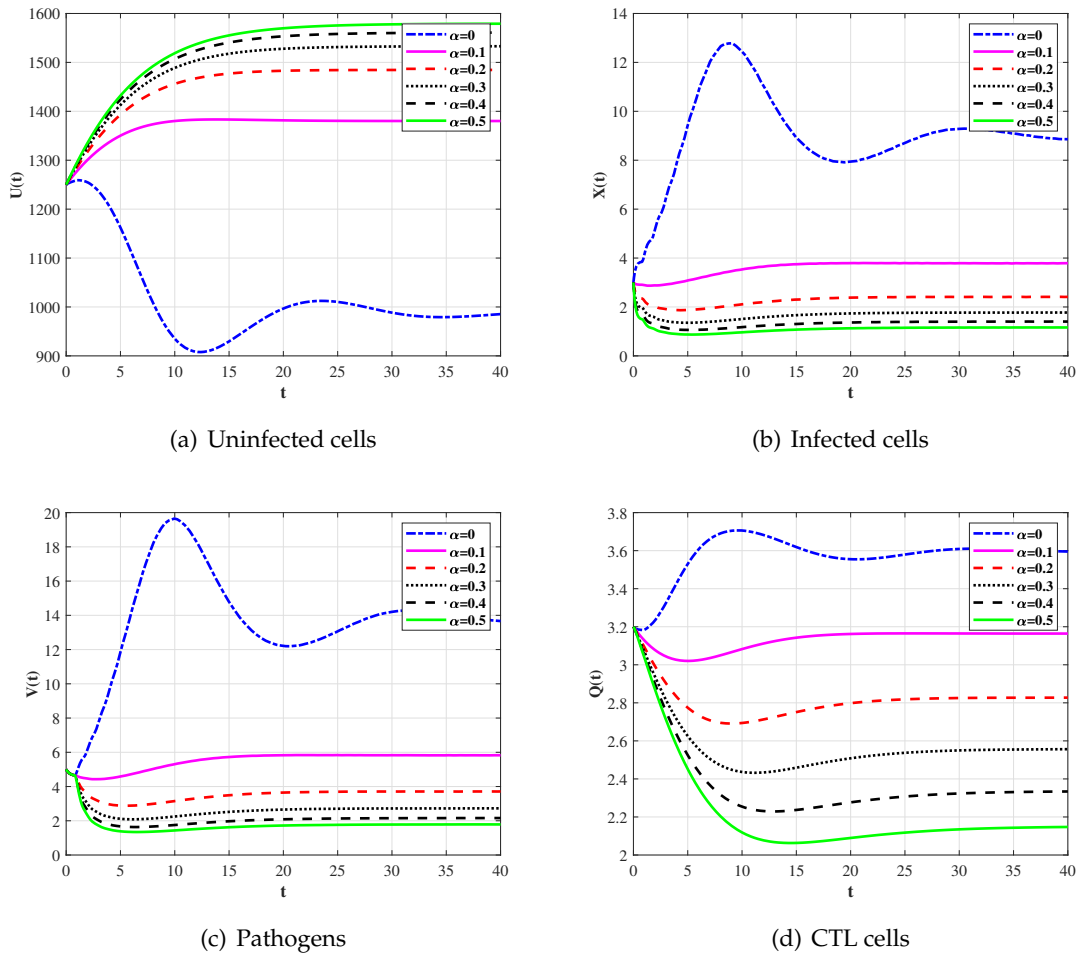 1600
1500
1400
1300
1200
1100
1000
900
U(t)
0 5 10 15 20 25 30 35 40
t
α=0
α=0.1
α=0.2
α=0.3
α=0.4
α=0.5
(a) Uninfected cells
14
12
10
8
6
4
2
0
X(t)
0 5 10 15 20 25 30 35 40
t
α=0
α=0.1
α=0.2
α=0.3
α=0.4
α=0.5
(b) Infected cells
20
18
16
14
12
10
8
6
4
2
0
V(t)
0 5 10 15 20 25 30 35 40
t
α=0
α=0.1
α=0.2
α=0.3
α=0.4
α=0.5
(c) Pathogens
3.8
3.6
3.4
3.2
3
2.8
2.6
2.4
2.2
2
Q(t)
0 5 10 15 20 25 30 35 40
t
α=0
α=0.1
α=0.2
α=0.3
α=0.4
α=0.5
(d) CTL cells